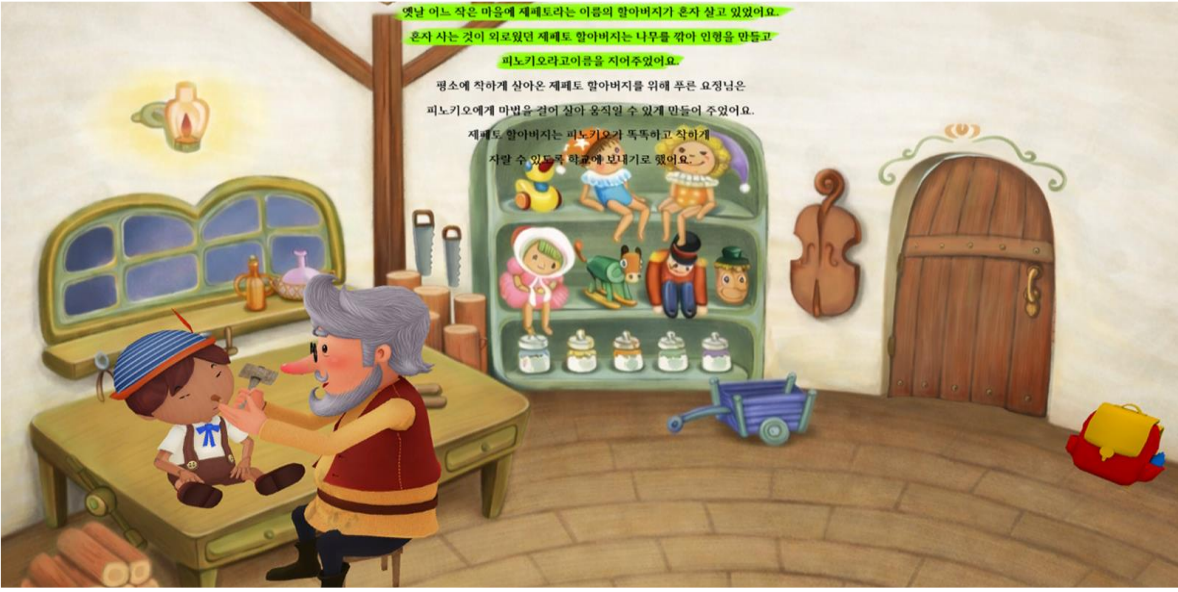 옛날 어느 작은 마을에 제페토라는 이름의 할아버지가 혼자 살고 있었어요.
혼자 사는 것이 외로웠던 제페토 할아버지는 나무를 깎아 인형을 만들고
피노키오라고이름을 지어주었어요.
평소에 착하게 살아온 제페토 할아버지를 위해 푸른 요정님은
피노키오에게 마법을 걸어 살아 움직일 수 있게 만들어 주었어요.
제페토 할아버지는 피노키오가 똑똑하고 착하게
자랄 수 있도록 학교에 보내기로 했어요.